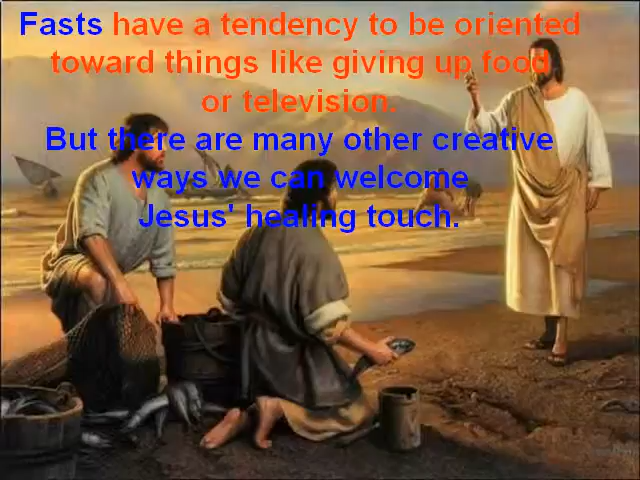 Fasts have a tendency to be oriented
toward things like giving up food
or television.
But there are many other creative
ways we can welcome
Jesus' healing touch.